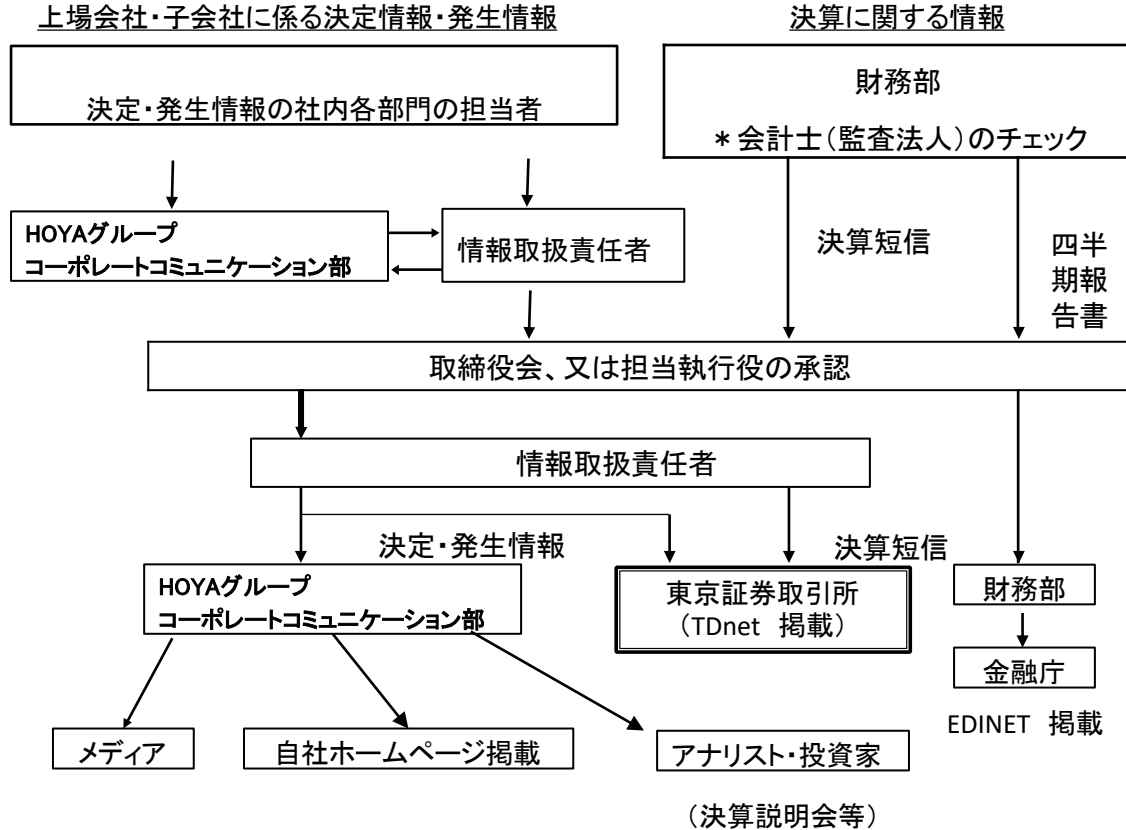 上場会社・子会社に係る決定情報・発生情報
決算に関する情報
決定・発生情報の社内各部門の担当者
財務部
＊会計士（監査法人）のチェック
HOYAグループ
コーポレートコミュニケーション部
情報取扱責任者
決算短信
四半
期報
告書
取締役会、又は担当執行役の承認
情報取扱責任者
決定・発生情報
決算短信
HOYAグループ
コーポレートコミュニケーション部
東京証券取引所
（TDnet 掲載）
財務部
金融庁
EDINET 掲載
メディア
自社ホームページ掲載
アナリスト・投資家
（決算説明会等）